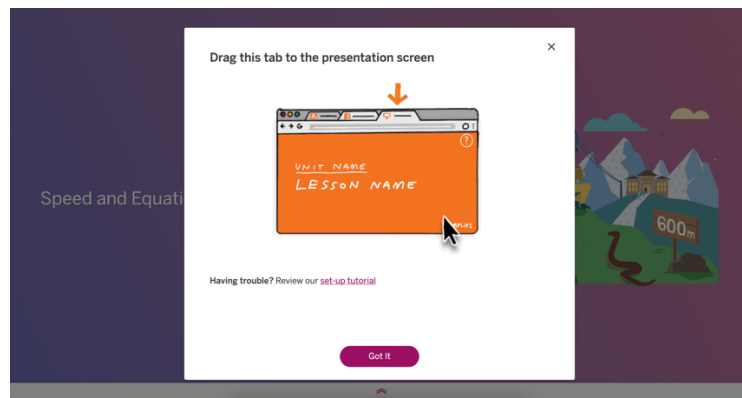 Drag this tab to the presentation screen
UNIT NAME
LESSON NAME
Speed and Equati
600m
Having trouble? Review our set-up tutorial
Got It